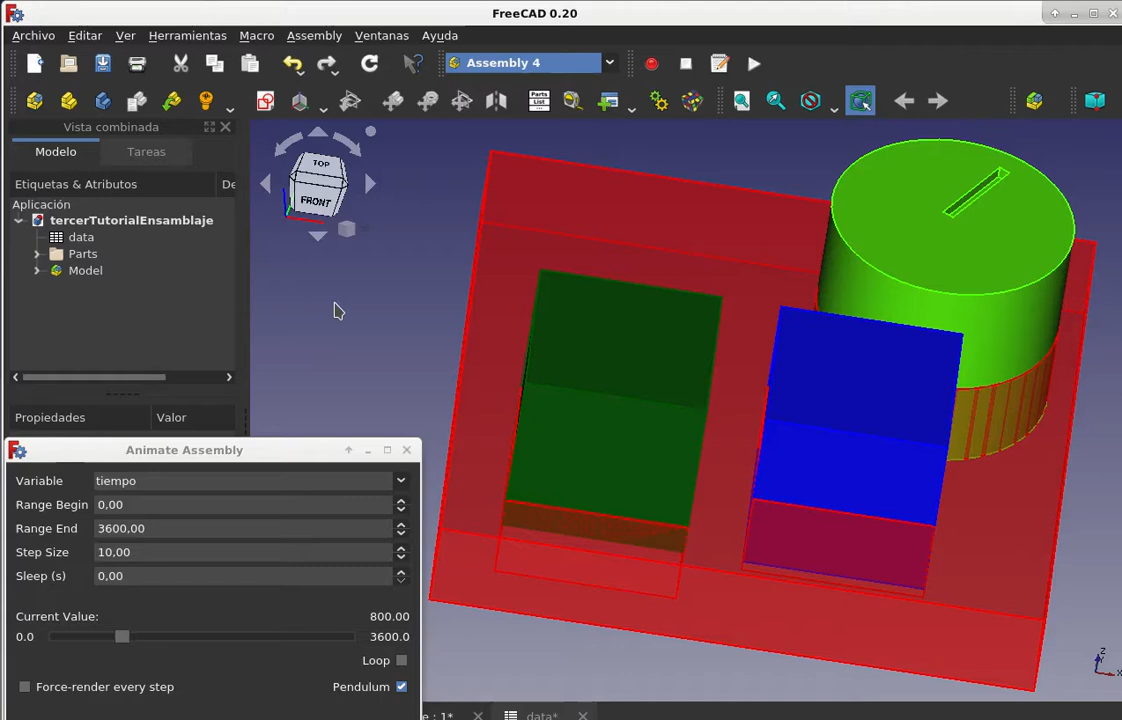 FreeCAD 0.20
Archivo Editar Ver Herramientas Macro Assembly Ventanas Ayuda
Assembly 4
Parts List
Vista combinada
Modelo Tareas
Etiquetas & Atributos De
Aplicación
tercerTutorialEnsamblaje
data
Parts
Model
Propiedades Valor
TOP
FRONT
Animate Assembly
Variable tiempo
Range Begin 0,00
Range End 3600,00
Step Size 10,00
Sleep (s) 0,00
Current Value: 800.00
0.0 3600.0
Loop
Force-render every step Pendulum
e : 1* data*
Z
Y
X